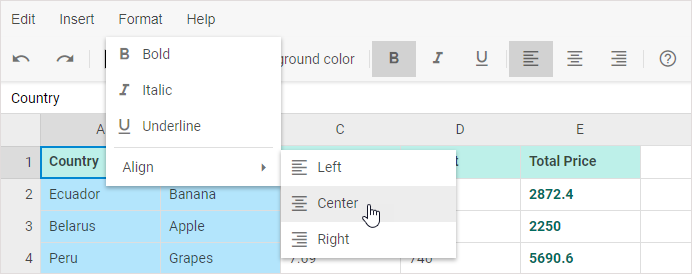 Edit Insert Format Help
B Bold ground color B I U
I Italic
Country
U Underline
A C D E
1 Country Align Left t Total Price
2 Ecuador Banana Center 2872.4
3 Belarus Apple 2250
Right
4 Peru Grapes 7.09 740 5690.6